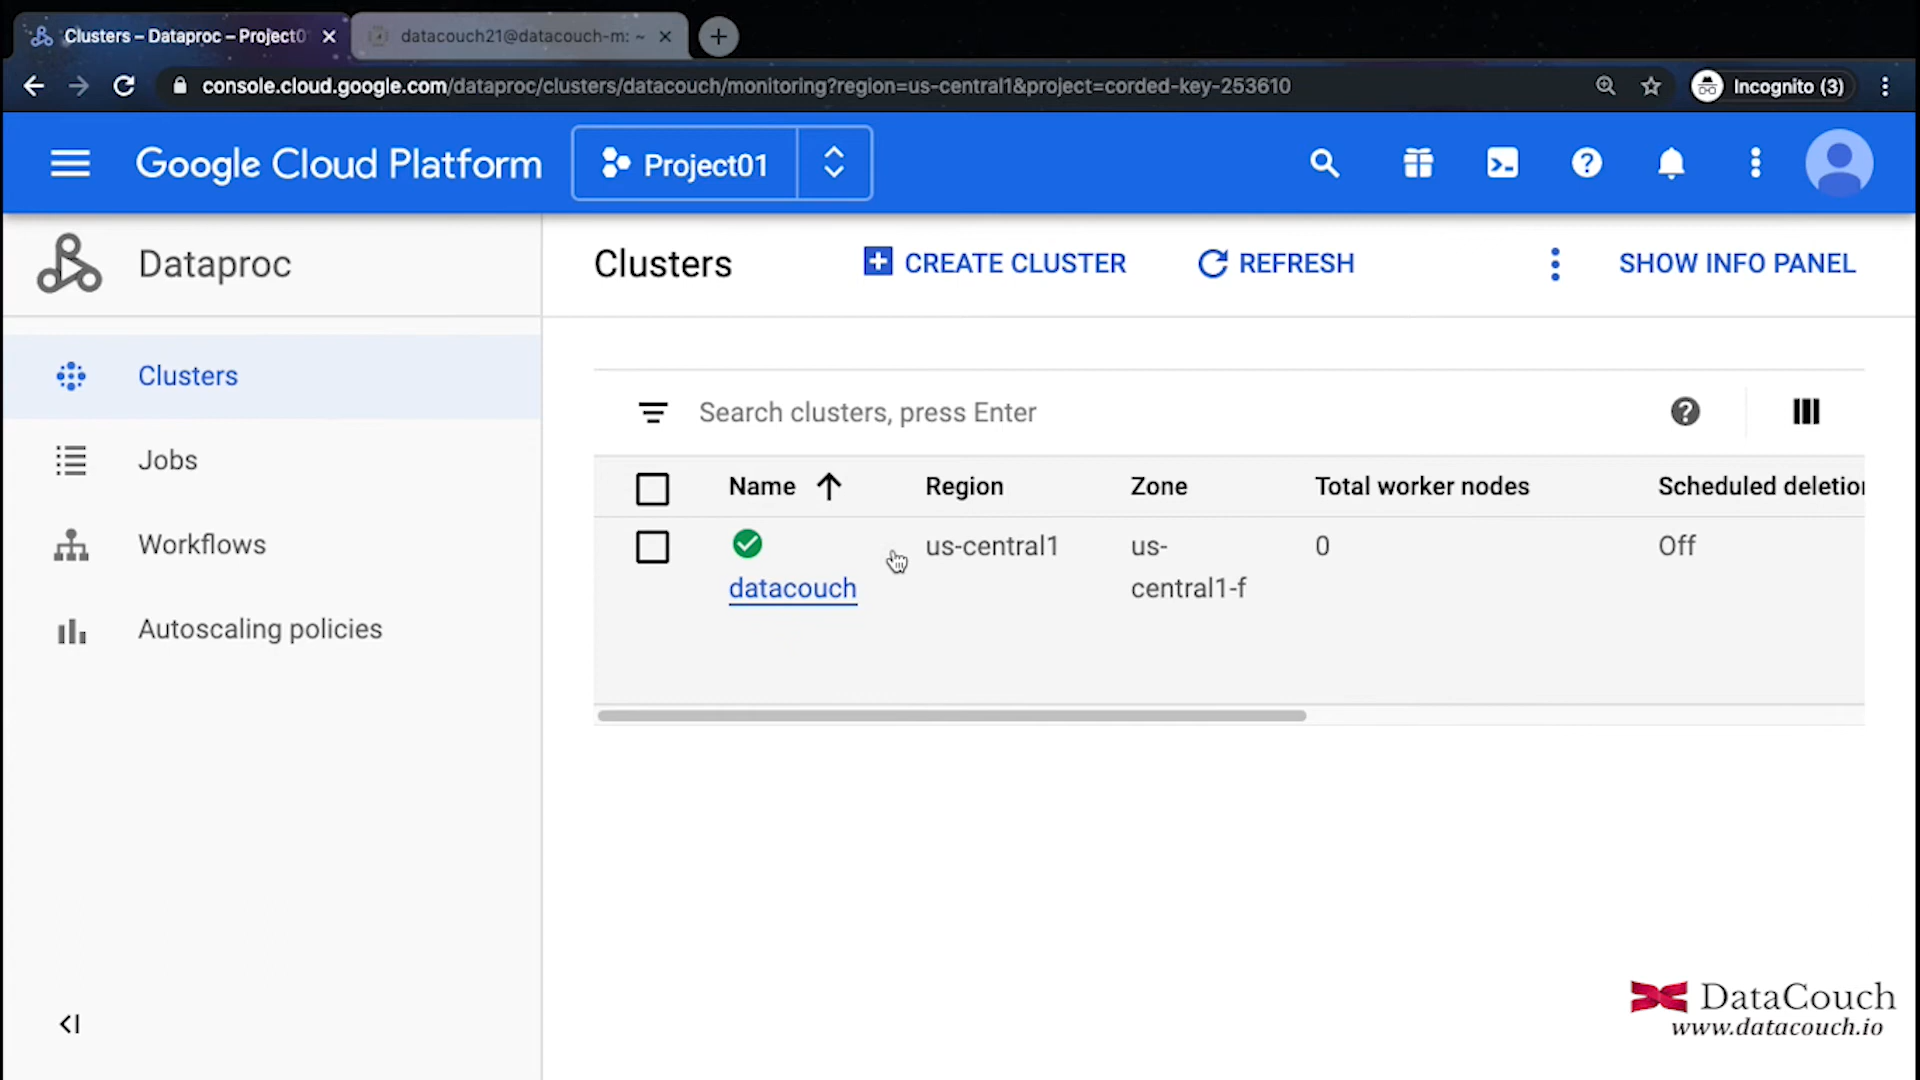 Clusters – Dataproc – Project0
datacouch21@datacouch-m: ~
console.cloud.google.com/dataproc/clusters/datacouch/monitoring?region=us-central1&project=corded-key-253610
Incognito (3)
Google Cloud Platform
Project01
Dataproc
Clusters
CREATE CLUSTER
REFRESH
SHOW INFO PANEL
Clusters
Jobs
Workflows
Autoscaling policies
Search clusters, press Enter
Name
Region
Zone
Total worker nodes
Scheduled deletion
datacouch
us-central1
us-
central1-f
0
Off
DataCouch
www.datacouch.io